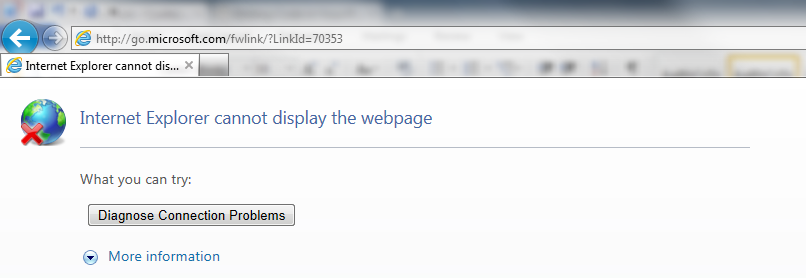 http://go.microsoft.com/fwlink/?LinkId=70353
Internet Explorer cannot dis...
Internet Explorer cannot display the webpage
What you can try:
Diagnose Connection Problems
More information